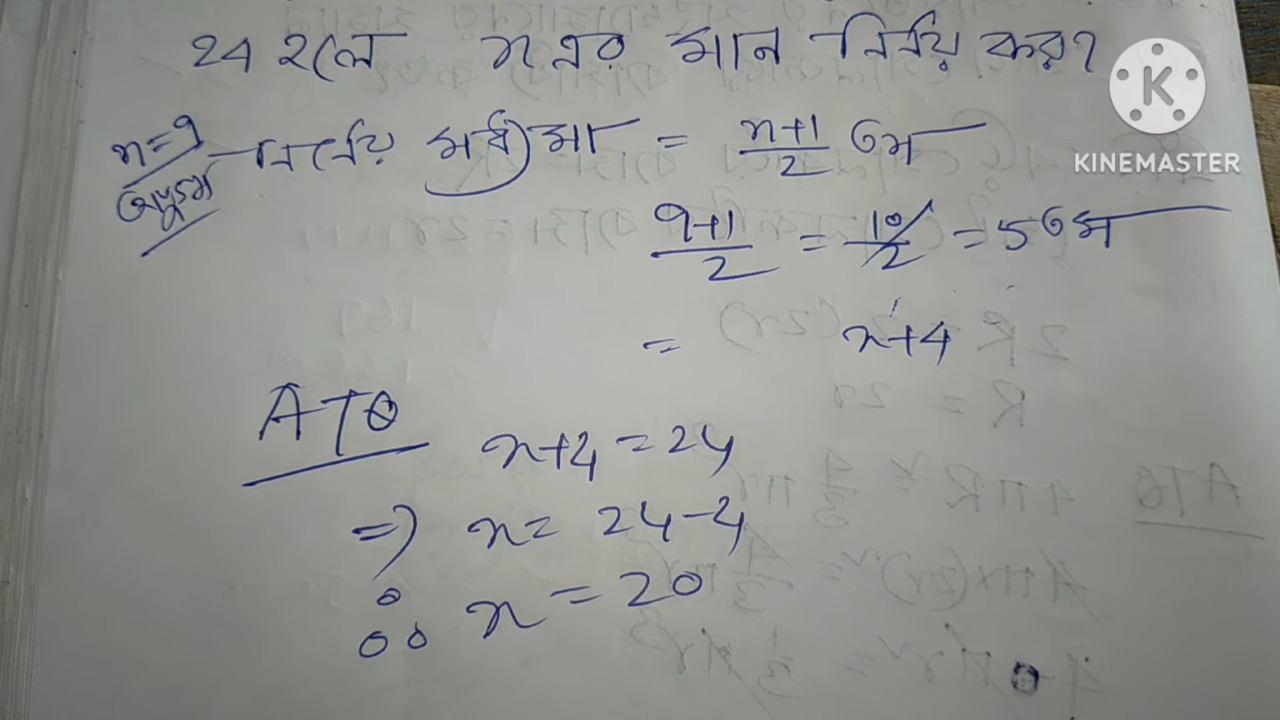 24 হলে x এর মান নির্ণয় করো
n=9 নির্ণেয় মধ্যমা = n+1/2 তম
অযুগ্ম
9+1/2 = 10/2 = 5 তম
= x+4
ATQ x+4 = 24
=> x = 24-4
∴ x = 20
K
KINEMASTER